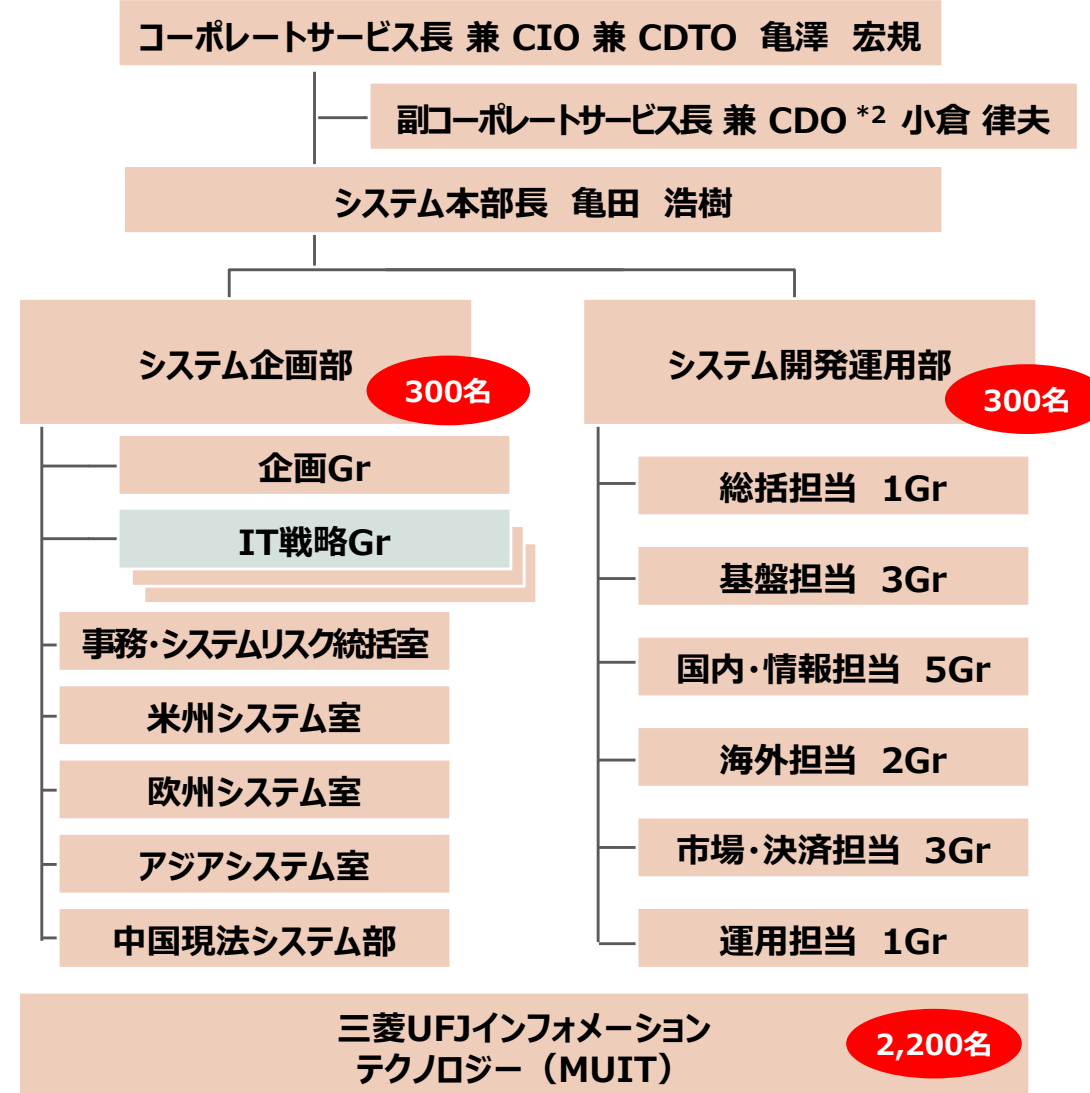 コーポレートサービス長 兼 CIO 兼 CDTO 亀澤 宏規
副コーポレートサービス長 兼 CDO *2 小倉 律夫
システム本部長 亀田 浩樹
システム企画部
300名
企画Gr
IT戦略Gr
事務・システムリスク統括室
米州システム室
欧州システム室
アジアシステム室
中国現法システム部
システム開発運用部
300名
総括担当 1Gr
基盤担当 3Gr
国内・情報担当 5Gr
海外担当 2Gr
市場・決済担当 3Gr
運用担当 1Gr
三菱UFJインフォメーション
テクノロジー（MUIT）
2,200名